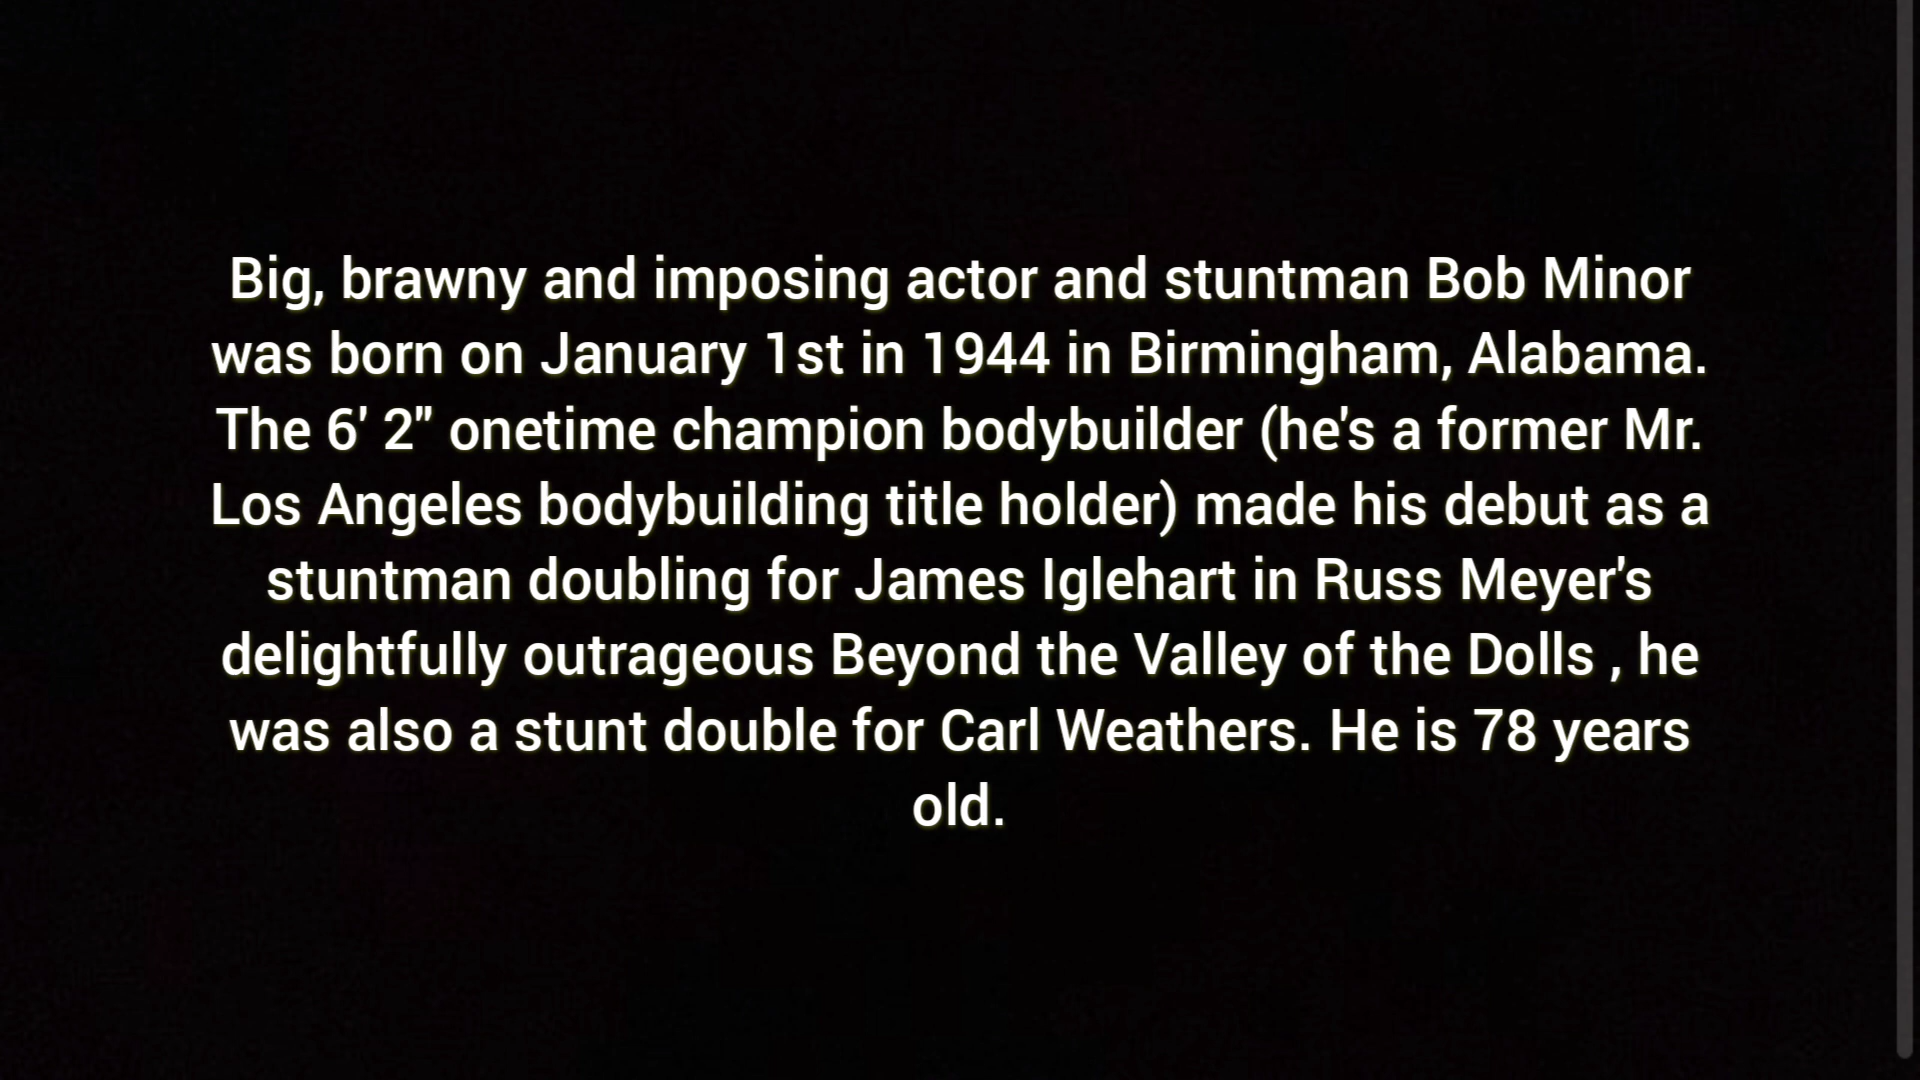 Big, brawny and imposing actor and stuntman Bob Minor
was born on January 1st in 1944 in Birmingham, Alabama.
The 6' 2" onetime champion bodybuilder (he's a former Mr.
Los Angeles bodybuilding title holder) made his debut as a
stuntman doubling for James Iglehart in Russ Meyer's
delightfully outrageous Beyond the Valley of the Dolls , he
was also a stunt double for Carl Weathers. He is 78 years
old.